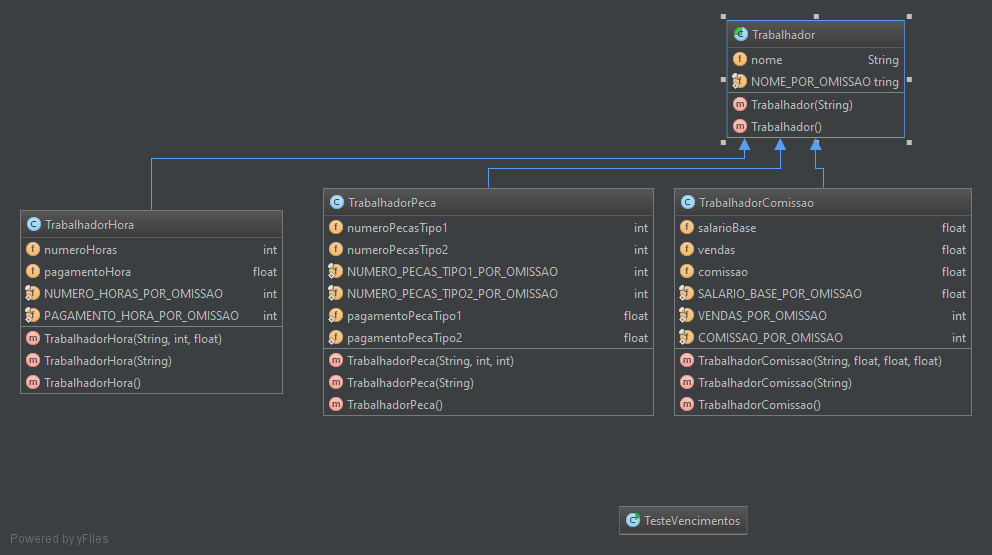 Trabalhador
nome String
NOME_POR_OMISSAO tring
Trabalhador(String)
Trabalhador()
TrabalhadorHora
numeroHoras int
pagamentoHora float
NUMERO_HORAS_POR_OMISSAO int
PAGAMENTO_HORA_POR_OMISSAO int
TrabalhadorHora(String, int, float)
TrabalhadorHora(String)
TrabalhadorHora()
TrabalhadorPeca
numeroPecasTipo1 int
numeroPecasTipo2 int
NUMERO_PECAS_TIPO1_POR_OMISSAO int
NUMERO_PECAS_TIPO2_POR_OMISSAO int
pagamentoPecaTipo1 float
pagamentoPecaTipo2 float
TrabalhadorPeca(String, int, int)
TrabalhadorPeca(String)
TrabalhadorPeca()
TrabalhadorComissao
salarioBase float
vendas float
comissao float
SALARIO_BASE_POR_OMISSAO float
VENDAS_POR_OMISSAO int
COMISSAO_POR_OMISSAO int
TrabalhadorComissao(String, float, float, float)
TrabalhadorComissao(String)
TrabalhadorComissao()
TesteVencimentos
Powered by yFiles